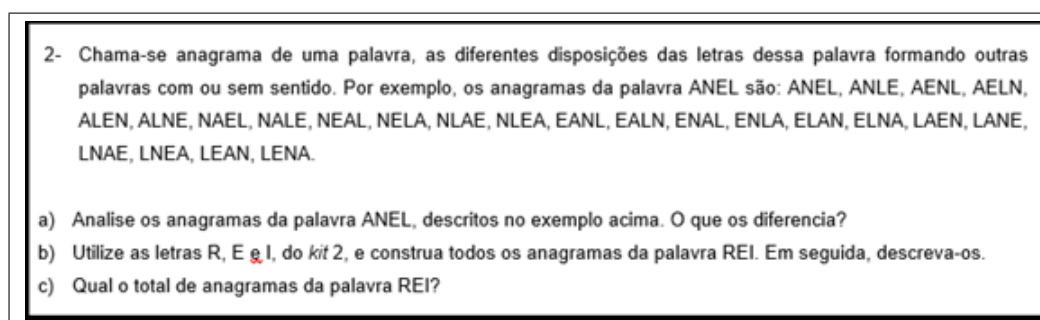 2- Chama-se anagrama de uma palavra, as diferentes disposições das letras dessa palavra formando outras
palavras com ou sem sentido. Por exemplo, os anagramas da palavra ANEL são: ANEL, ANLE, AENL, AELN,
ALEN, ALNE, NAEL, NALE, NEAL, NELA, NLAE, NLEA, EANL, EALN, ENAL, ENLA, ELAN, ELNA, LAEN, LANE,
LNAE, LNEA, LEAN, LENA.
a) Analise os anagramas da palavra ANEL, descritos no exemplo acima. O que os diferencia?
b) Utilize as letras R, E e I, do kit 2, e construa todos os anagramas da palavra REI. Em seguida, descreva-os.
c) Qual o total de anagramas da palavra REI?